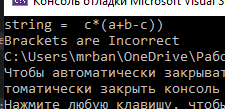 Консоль отладки Microsoft Visual S
string =  c*(a+b-c))
Brackets are Incorrect
C:\Users\mrban\OneDrive\Рабо
Чтобы автоматически закрыват
томатически закрыть консоль
Нажмите любую клавишу, чтобы